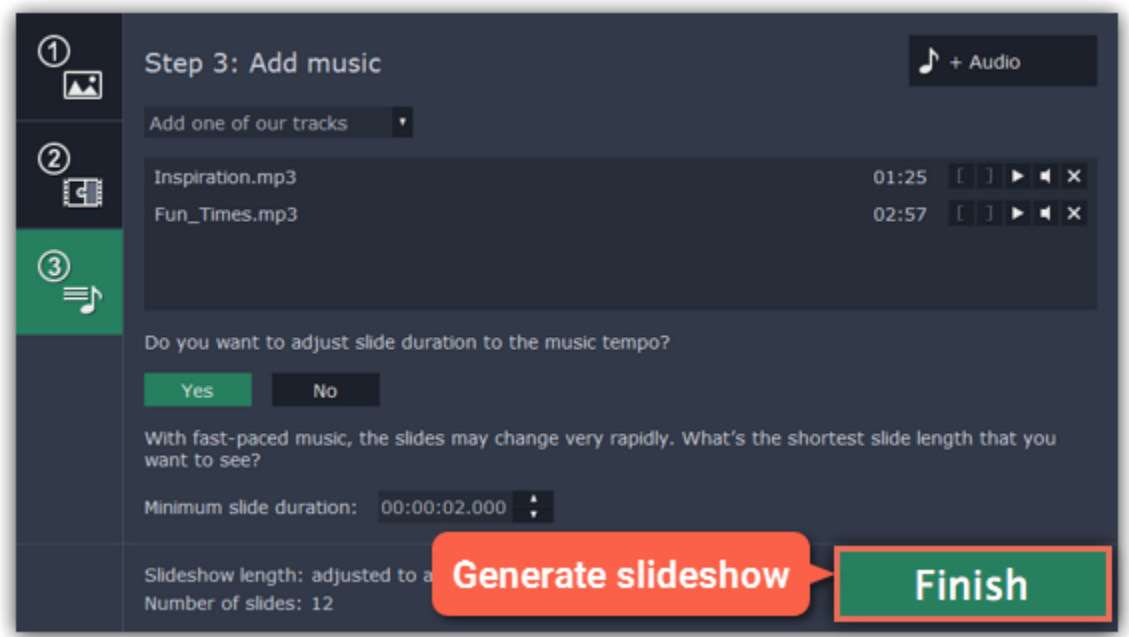 1
Step 3: Add music
+ Audio
Add one of our tracks
2
Inspiration.mp3 01:25 [ ]
Fun_Times.mp3 02:57 [ ]
3
Do you want to adjust slide duration to the music tempo?
Yes No
With fast-paced music, the slides may change very rapidly. What's the shortest slide length that you
want to see?
Minimum slide duration: 00:00:02.000
Slideshow length: adjusted to a
Number of slides: 12
Generate slideshow
Finish